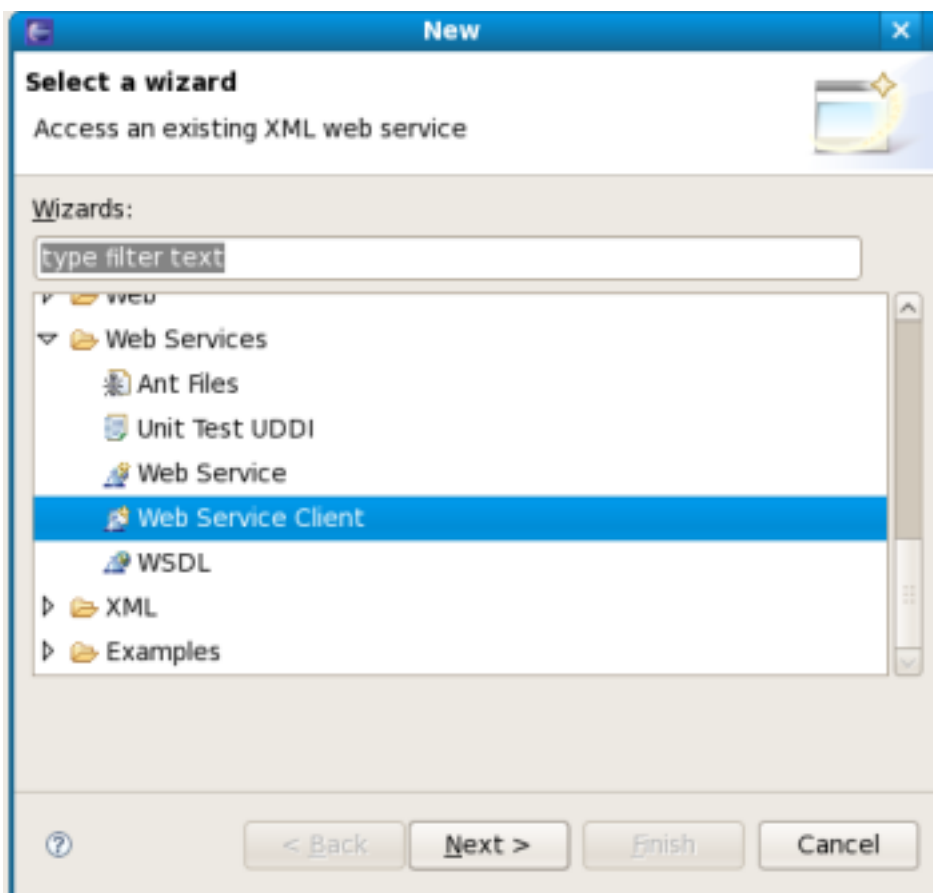 New
Select a wizard
Access an existing XML web service
Wizards:
type filter text
Web
Web Services
Ant Files
Unit Test UDDI
Web Service
Web Service Client
WSDL
XML
Examples
< Back Next > Finish Cancel